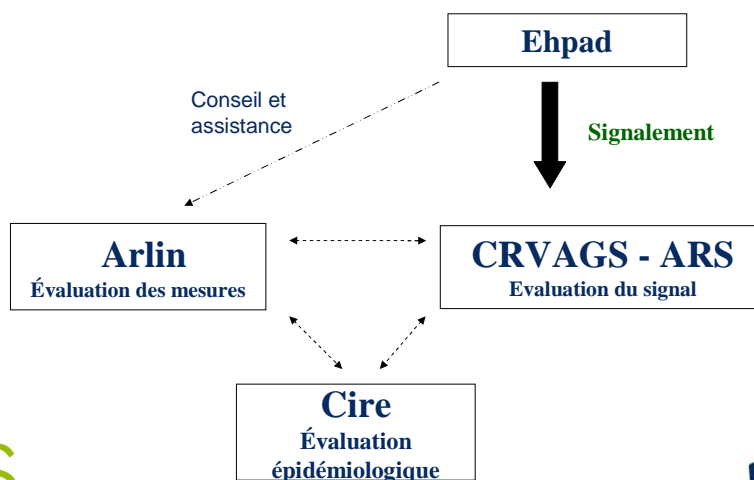 Ehpad
Conseil et
assistance
Signalement
Arlin
Évaluation des mesures
CRVAGS - ARS
Evaluation du signal
Cire
Évaluation
épidémiologique